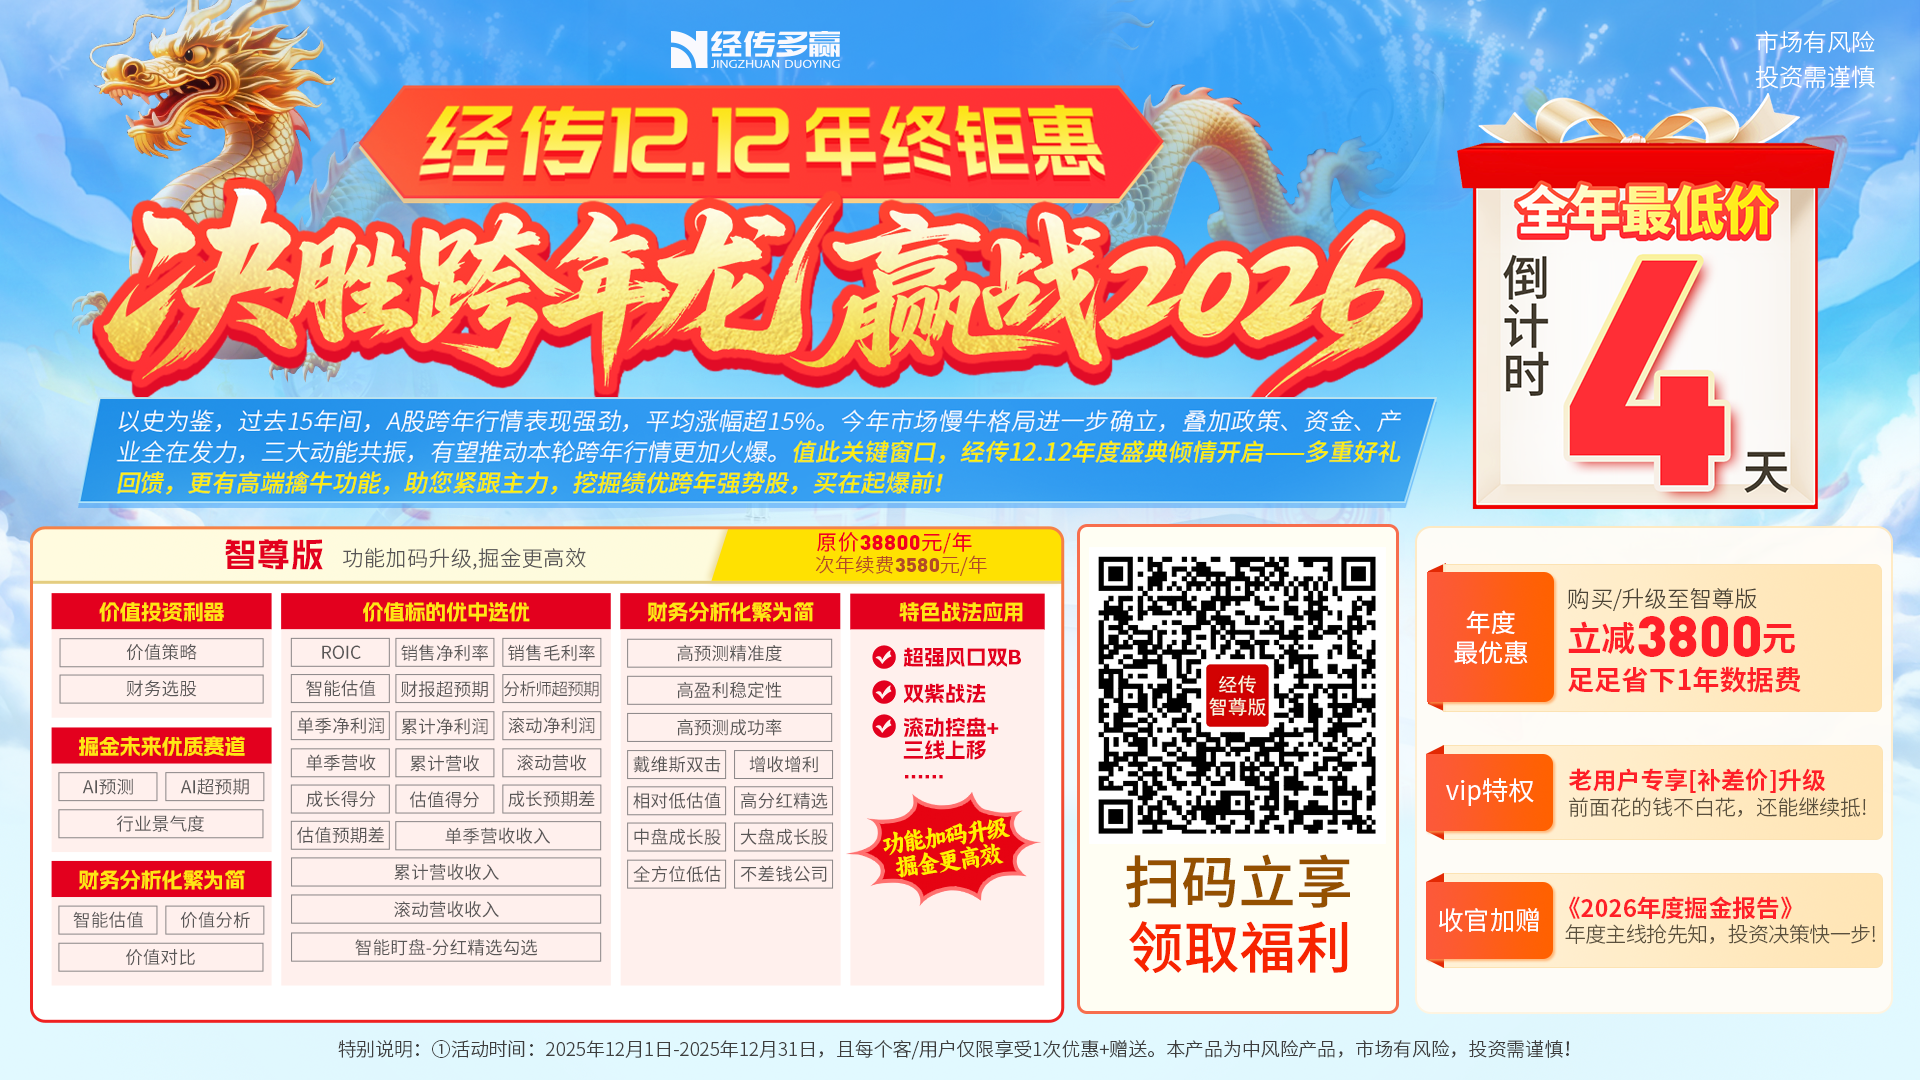 经传多赢
JINGZHUAN DUOYING
市场有风险
投资需谨慎
经传12.12年终钜惠
决胜跨年龙 赢战2026
全年最低价
倒计时
4
天
以史为鉴，过去15年间，A股跨年行情表现强劲，平均涨幅超15%。今年市场慢牛格局进一步确立，叠加政策、资金、产
业全在发力，三大动能共振，有望推动本轮跨年行情更加火爆。值此关键窗口，经传12.12年度盛典倾情开启——多重好礼
回馈，更有高端擒牛功能，助您紧跟主力，挖掘绩优跨年强势股，买在起爆前！
智尊版 功能加码升级,掘金更高效
原价38800元/年
次年续费3580元/年
价值投资利器
价值策略
财务选股
掘金未来优质赛道
AI预测 AI超预期
行业景气度
财务分析化繁为简
智能估值 价值分析
价值对比
价值标的优中选优
ROIC 销售净利率 销售毛利率
智能估值 财报超预期 分析师超预期
单季净利润 累计净利润 滚动净利润
单季营收 累计营收 滚动营收
成长得分 估值得分 成长预期差
估值预期差 单季营收收入
累计营收收入
滚动营收收入
智能盯盘-分红精选勾选
财务分析化繁为简
高预测精准度
高盈利稳定性
高预测成功率
戴维斯双击 增收增利
相对低估值 高分红精选
中盘成长股 大盘成长股
全方位低估 不差钱公司
特色战法应用
超强风口双B
双紫战法
滚动控盘+
三线上移
......
功能加码升级
掘金更高效
经传
智尊版
扫码立享
领取福利
年度
最优惠
购买/升级至智尊版
立减3800元
足足省下1年数据费
vip特权
老用户专享[补差价]升级
前面花的钱不白花，还能继续抵!
收官加赠
《2026年度掘金报告》
年度主线抢先知，投资决策快一步!
特别说明：①活动时间：2025年12月1日-2025年12月31日，且每个客/用户仅限享受1次优惠+赠送。本产品为中风险产品，市场有风险，投资需谨慎！